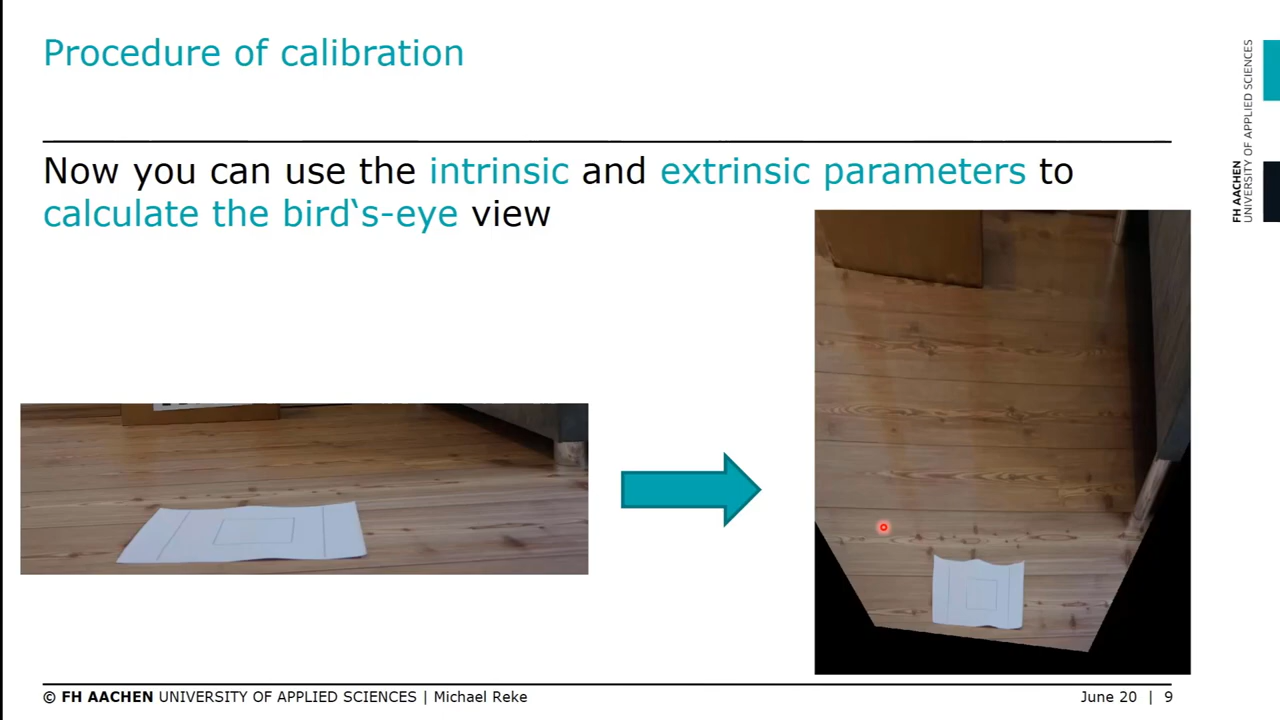 Procedure of calibration
Now you can use the intrinsic and extrinsic parameters to
calculate the bird‘s-eye view
FH AACHEN
UNIVERSITY OF APPLIED SCIENCES
© FH AACHEN UNIVERSITY OF APPLIED SCIENCES | Michael Reke
June 20 | 9